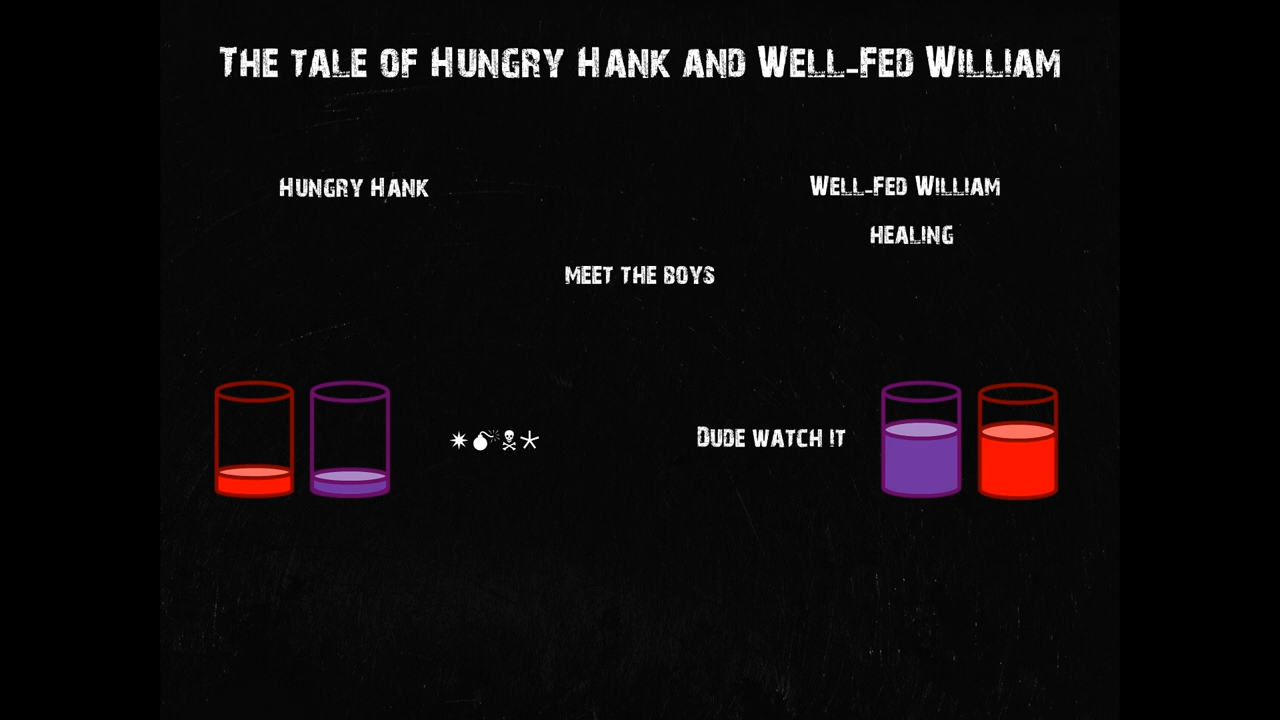 The tale of Hungry Hank and Well-Fed William
Hungry Hank
Well-Fed William
healing
meet the boys
✷💣☠⚹
Dude watch it